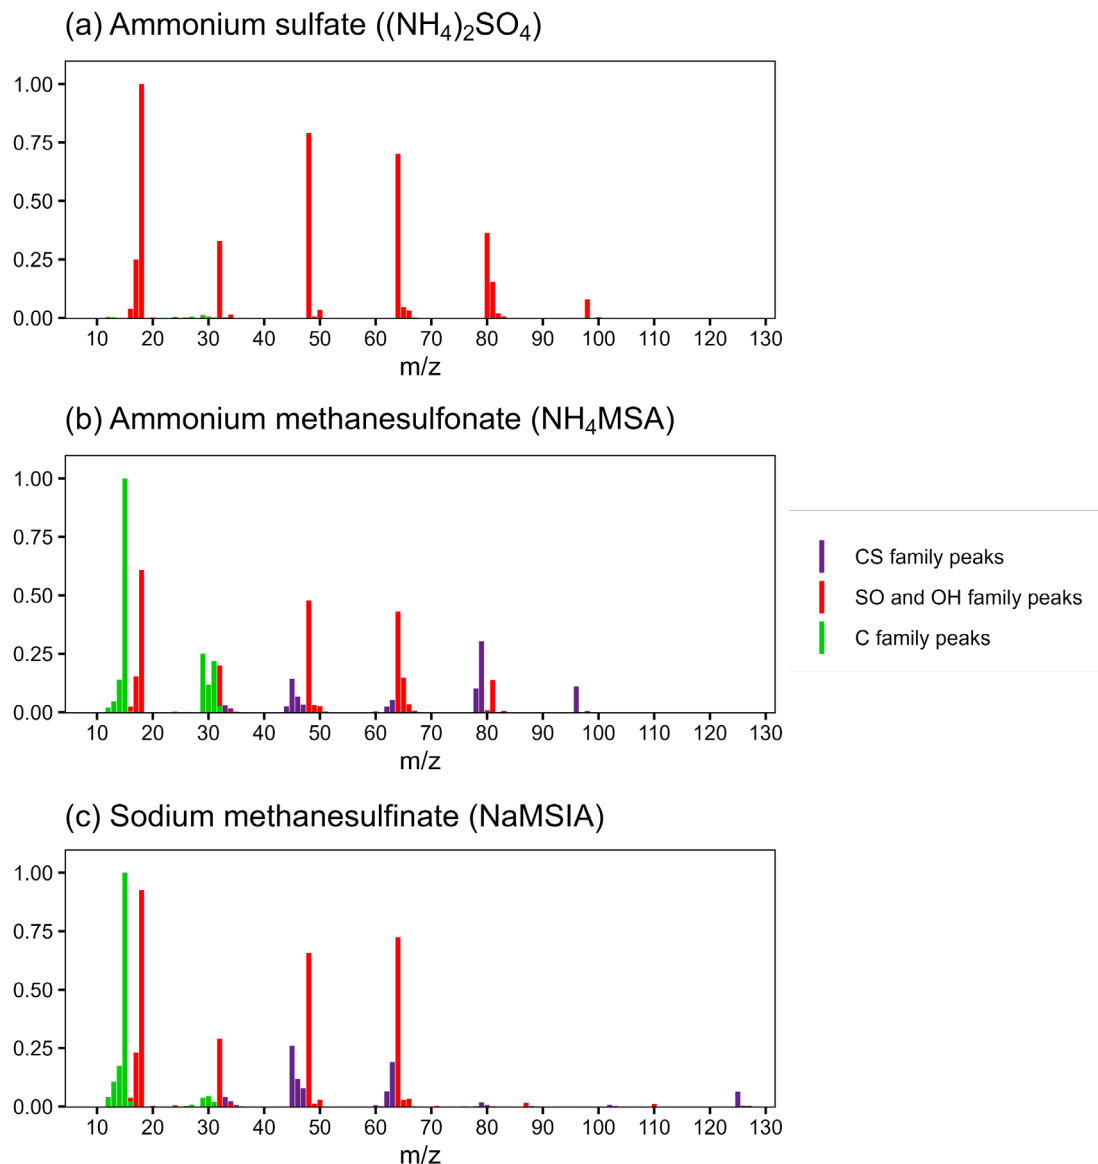 (a) Ammonium sulfate ((NH₄)₂SO₄)
1.00
0.75
0.50
0.25
0.00
10 20 30 40 50 60 70 80 90 100 110 120 130
m/z
(b) Ammonium methanesulfonate (NH₄MSA)
1.00
0.75
0.50
0.25
0.00
10 20 30 40 50 60 70 80 90 100 110 120 130
m/z
CS family peaks
SO and OH family peaks
C family peaks
(c) Sodium methanesulfinate (NaMSIA)
1.00
0.75
0.50
0.25
0.00
10 20 30 40 50 60 70 80 90 100 110 120 130
m/z